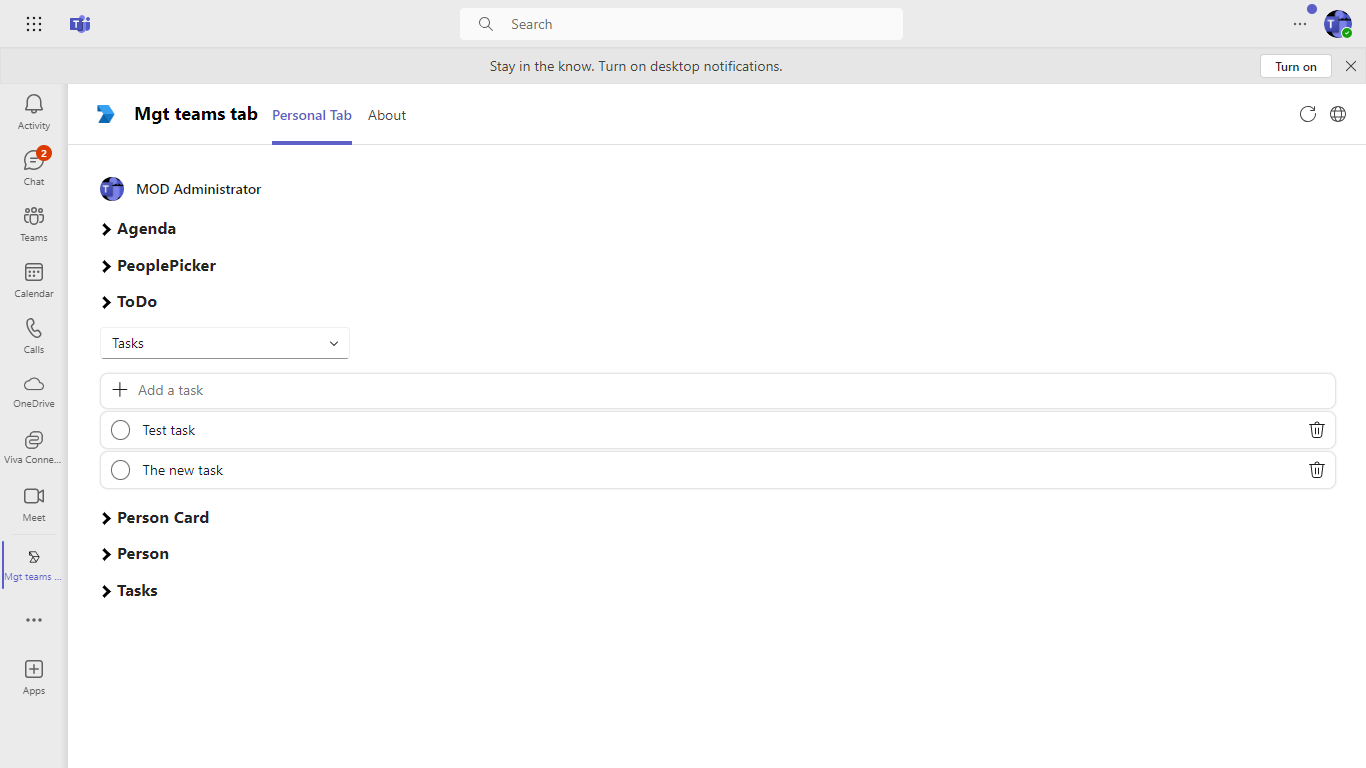 Search
Stay in the know. Turn on desktop notifications.
Turn on
Activity
2
Chat
Teams
Calendar
Calls
OneDrive
Viva Conne...
Meet
Mgt teams ...
Apps
Mgt teams tab
Personal Tab
About
MOD Administrator
Agenda
PeoplePicker
ToDo
Tasks
Add a task
Test task
The new task
Person Card
Person
Tasks